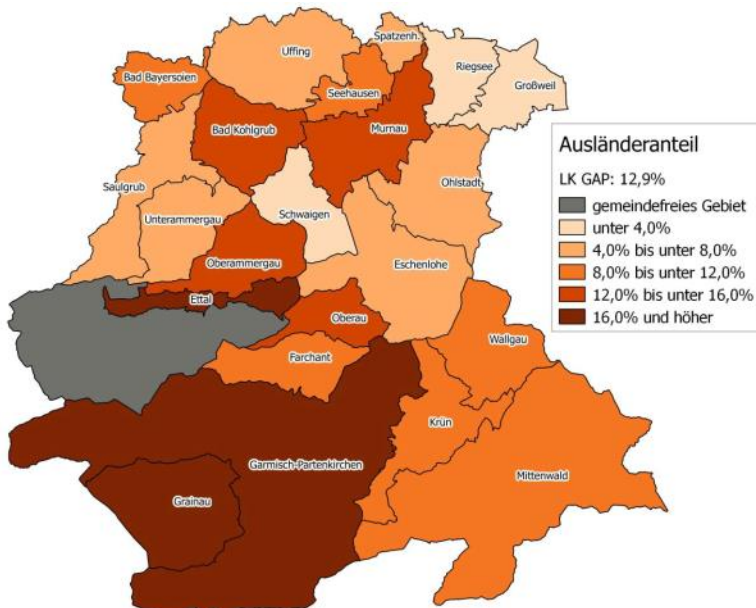 Spatzenh.
Uffing
Riegsee
Bad Bayersoien
Großweil
Seehausen
Bad Kohlgrub
Murnau
Saulgrub
Ohlstadt
Unterammergau
Schwaigen
Oberammergau
Eschenlohe
Ettal
Oberau
Wallgau
Farchant
Krün
Garmisch-Partenkirchen
Mittenwald
Grainau
Ausländeranteil
LK GAP: 12,9%
gemeindefreies Gebiet
unter 4,0%
4,0% bis unter 8,0%
8,0% bis unter 12,0%
12,0% bis unter 16,0%
16,0% und höher